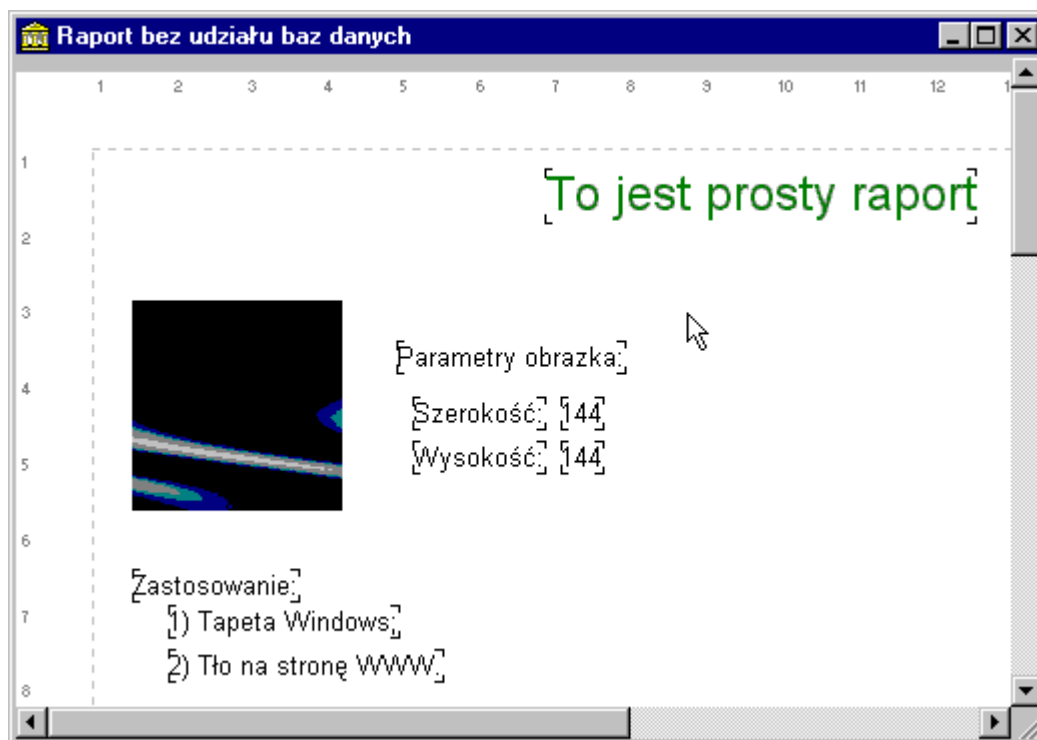 Raport bez udziału baz danych
1 2 3 4 5 6 7 8 9 10 11 12 1
1
To jest prosty raport
2
3
Parametry obrazka:
4
Szerokość: 144
Wysokość: 144
5
6
Zastosowanie:
7
1) Tapeta Windows;
2) Tło na stronę WWW;
8